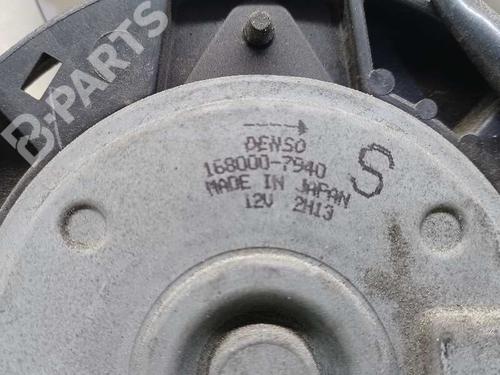 B-PARTS
DENSO
168000-7940
MADE IN JAPAN
12V 2H13
S